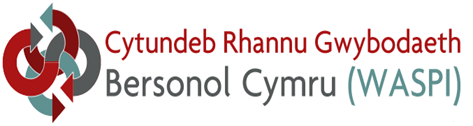 Cytundeb Rhannu Gwybodaeth
Bersonol Cymru (WASPI)